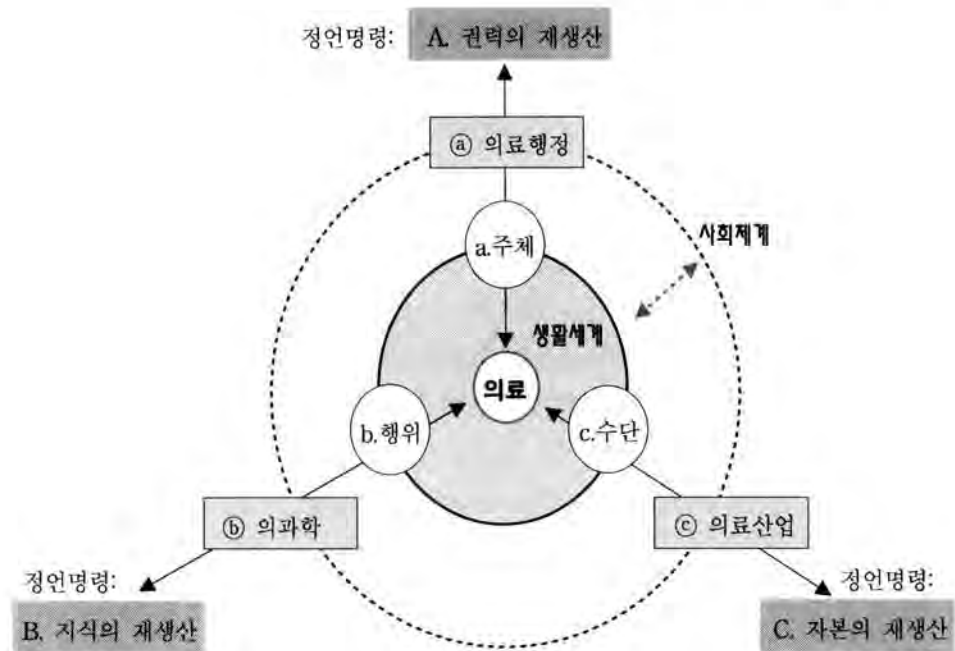 정언명령: A. 권력의 재생산
ⓐ 의료행정
사회체계
a.주체
생활세계
의료
b.행위
c.수단
ⓑ 의과학
ⓒ 의료산업
정언명령:
B. 지식의 재생산
정언명령:
C. 자본의 재생산